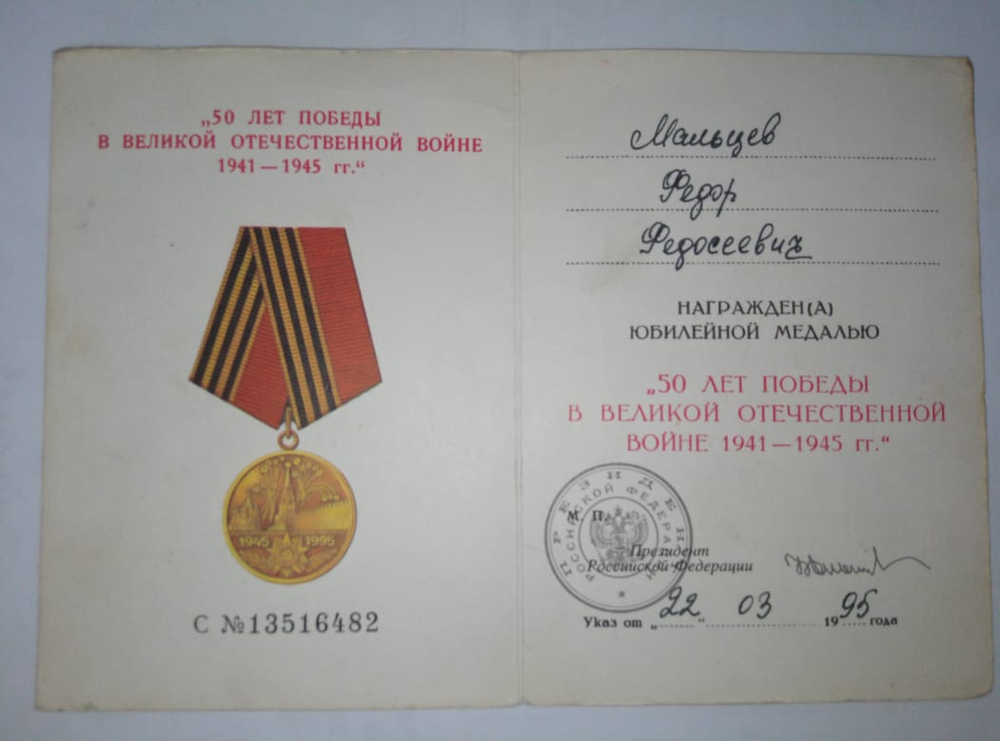 „50 ЛЕТ ПОБЕДЫ
В ВЕЛИКОЙ ОТЕЧЕСТВЕННОЙ ВОЙНЕ
1941 — 1945 гг.“
1945 1995
С №13516482
Мальцев
Федор
Федосеевич
НАГРАЖДЕН(А)
ЮБИЛЕЙНОЙ МЕДАЛЬЮ
„50 ЛЕТ ПОБЕДЫ
В ВЕЛИКОЙ ОТЕЧЕСТВЕННОЙ
ВОЙНЕ 1941 — 1945 гг.“
ПРЕЗИДЕНТ
РОССИЙСКОЙ ФЕДЕРАЦИИ
М. П.
Президент
Российской Федерации
Указ от „22“ 03 1995 года